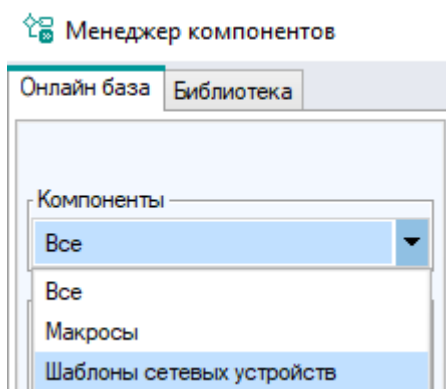 Менеджер компонентов
Онлайн база Библиотека
Компоненты
Все
Все
Макросы
Шаблоны сетевых устройств